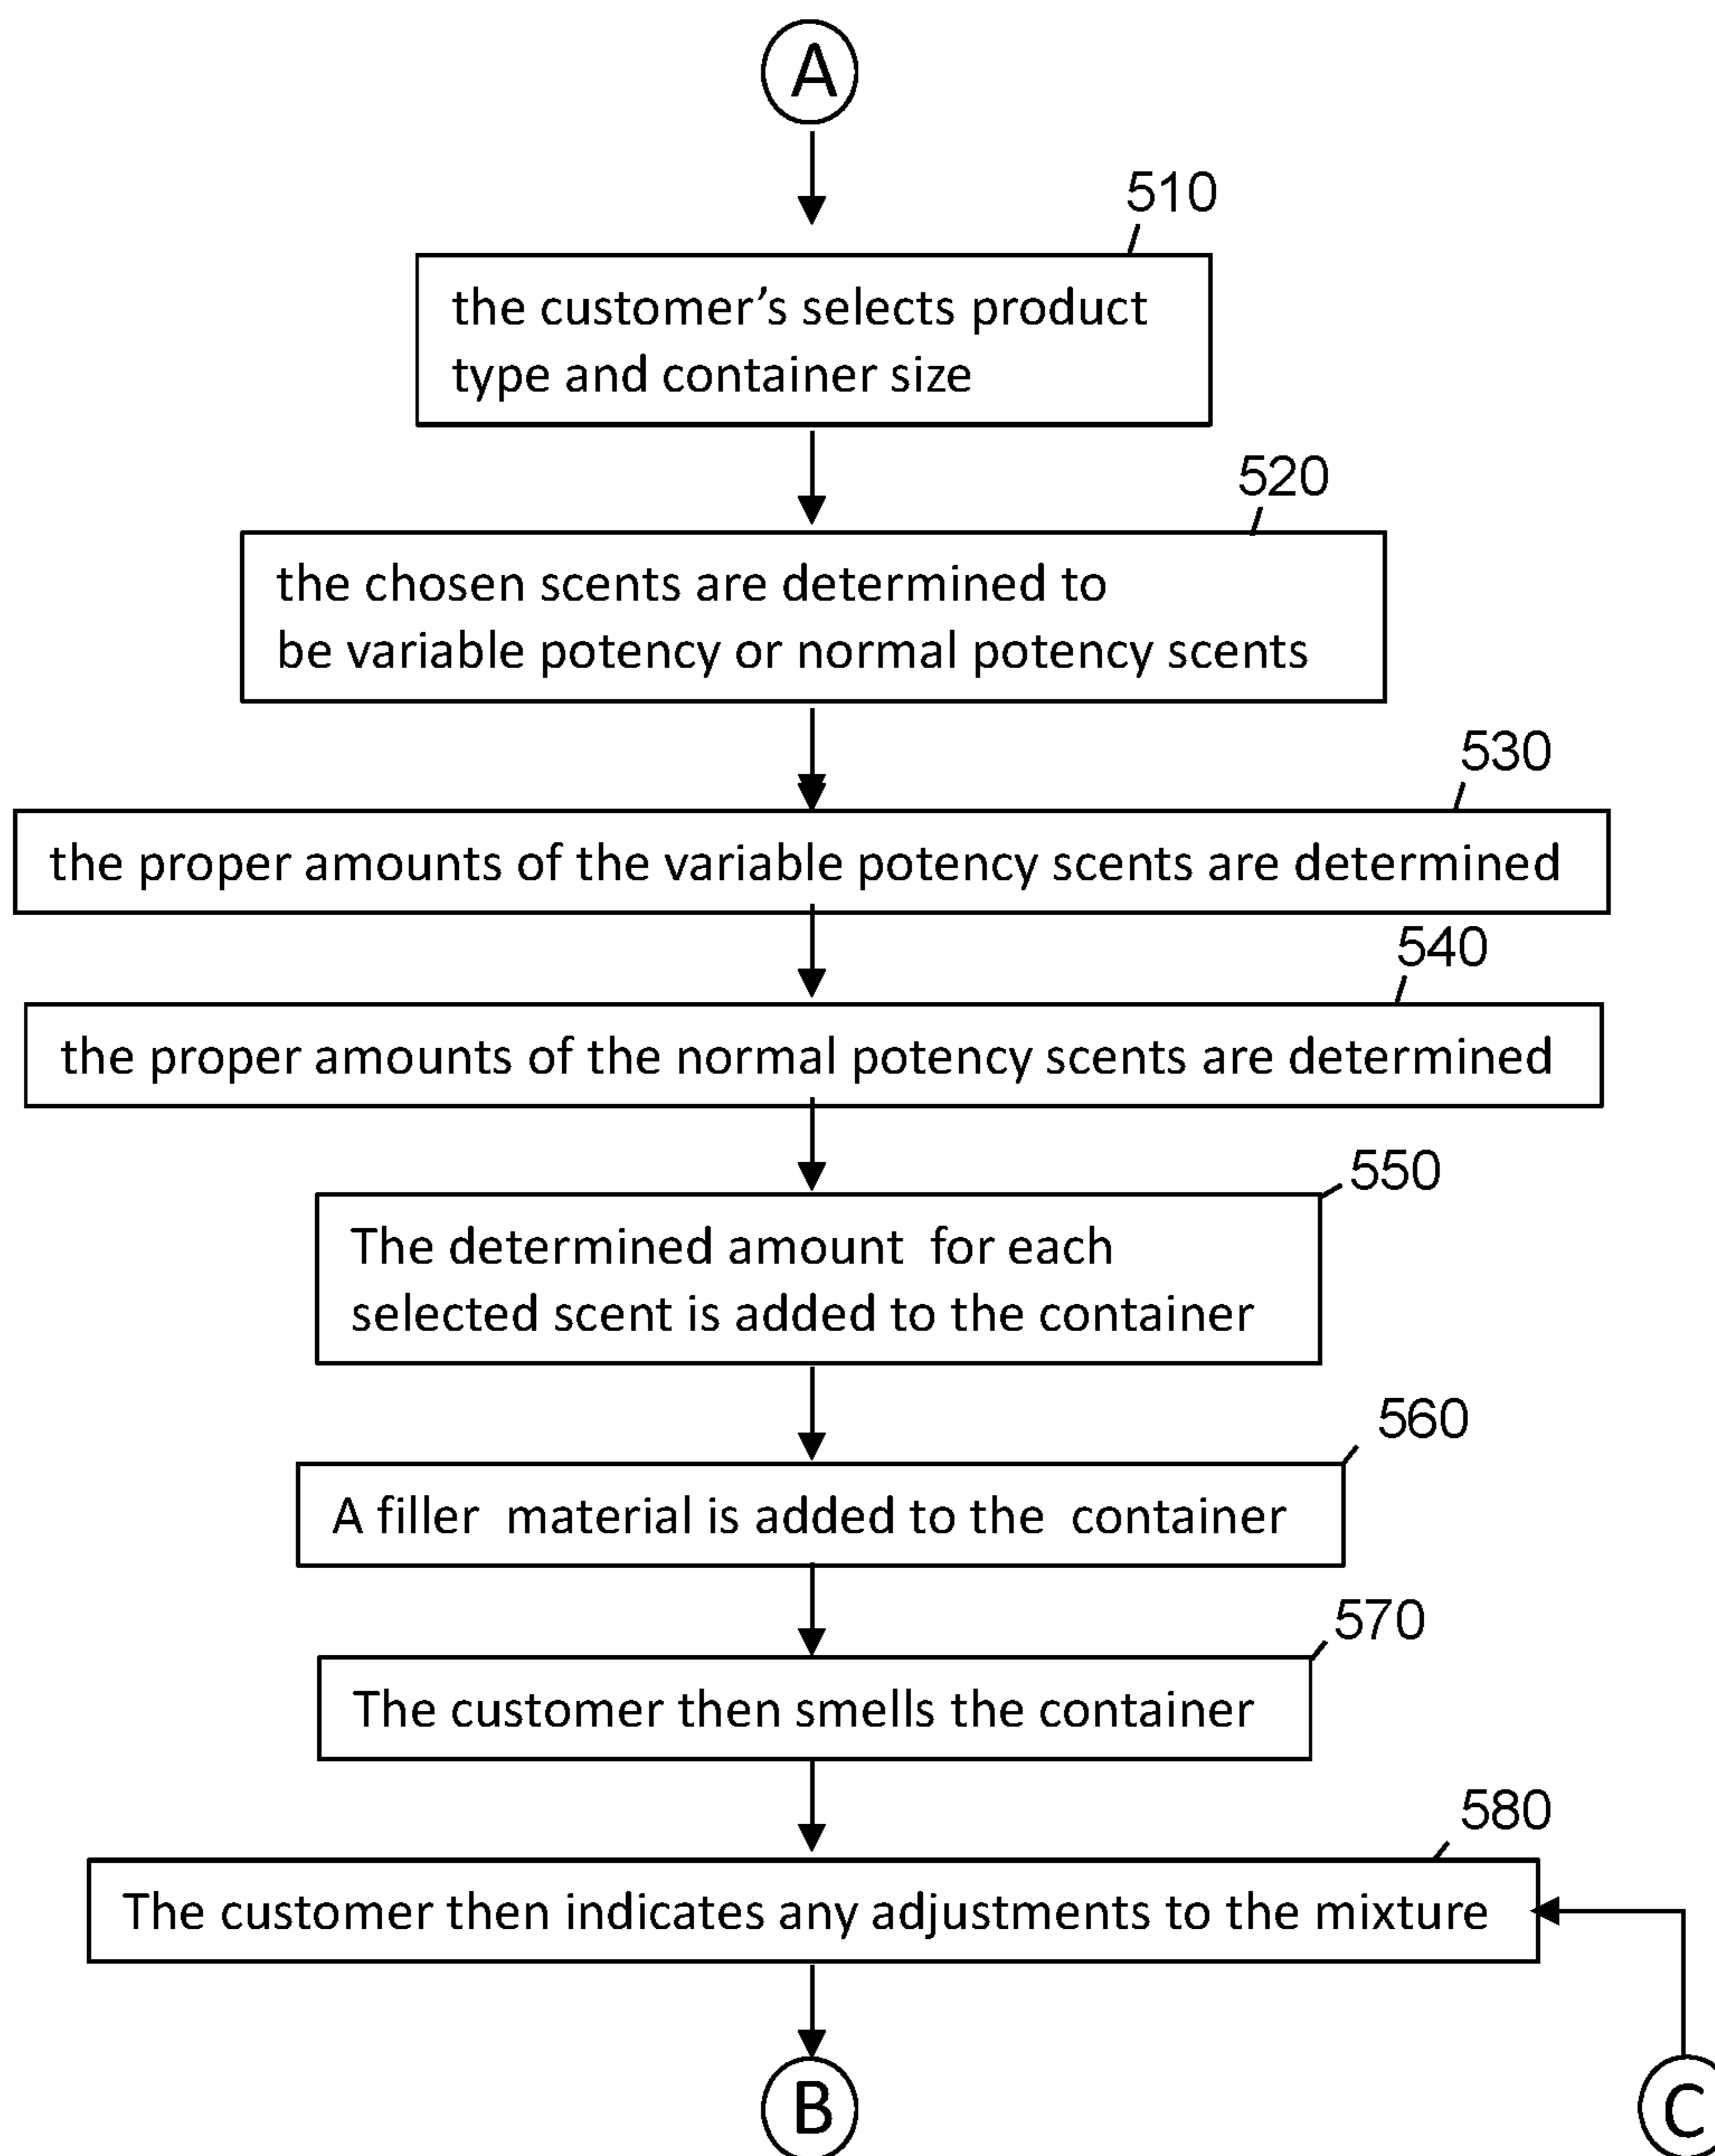 A
510
the customer’s selects product
type and container size
520
the chosen scents are determined to
be variable potency or normal potency scents
530
the proper amounts of the variable potency scents are determined
540
the proper amounts of the normal potency scents are determined
550
The determined amount for each
selected scent is added to the container
560
A filler material is added to the container
570
The customer then smells the container
580
The customer then indicates any adjustments to the mixture
B
C